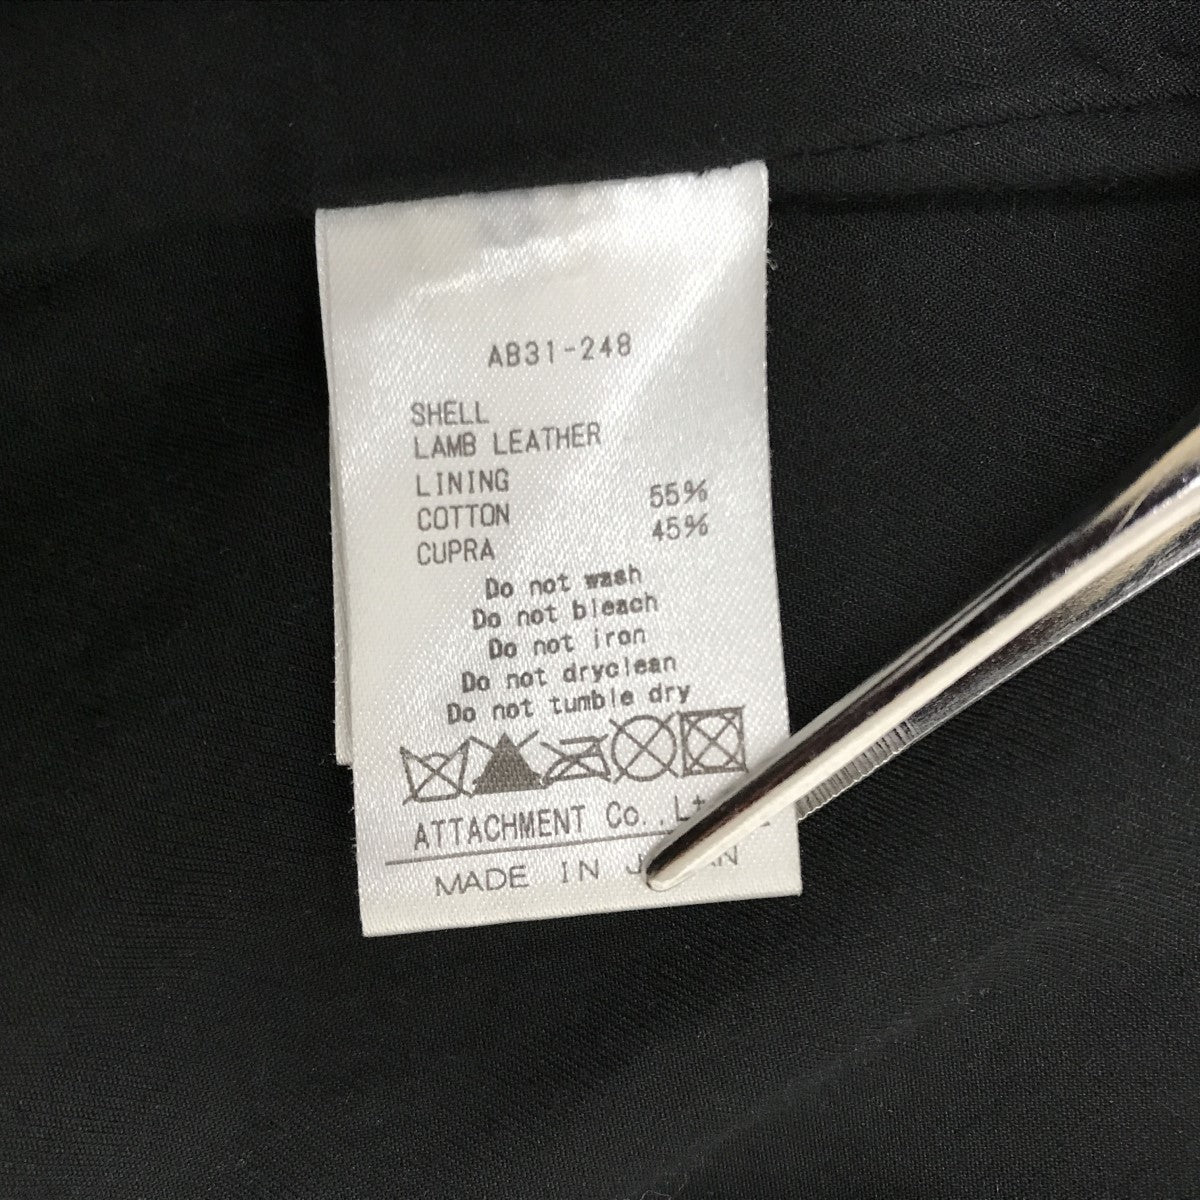 AB31-248
SHELL
LAMB LEATHER
LINING
COTTON 55%
CUPRA 45%
Do not wash
Do not bleach
Do not iron
Do not dryclean
Do not tumble dry
ATTACHMENT Co.,
MADE IN